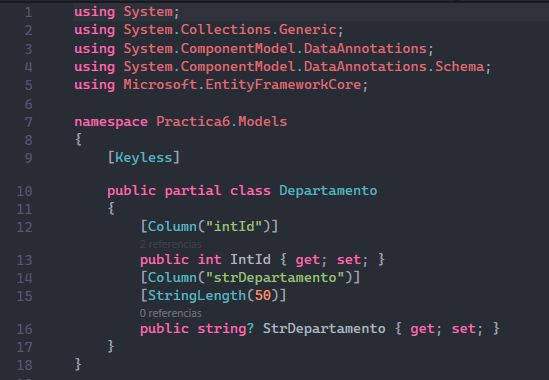 1 using System;
2 using System.Collections.Generic;
3 using System.ComponentModel.DataAnnotations;
4 using System.ComponentModel.DataAnnotations.Schema;
5 using Microsoft.EntityFrameworkCore;
6
7 namespace Practica6.Models
8 {
9 [Keyless]
10 public partial class Departamento
11 {
12 [Column("intId")]
2 referencias
13 public int IntId { get; set; }
14 [Column("strDepartamento")]
15 [StringLength(50)]
0 referencias
16 public string? StrDepartamento { get; set; }
17 }
18 }